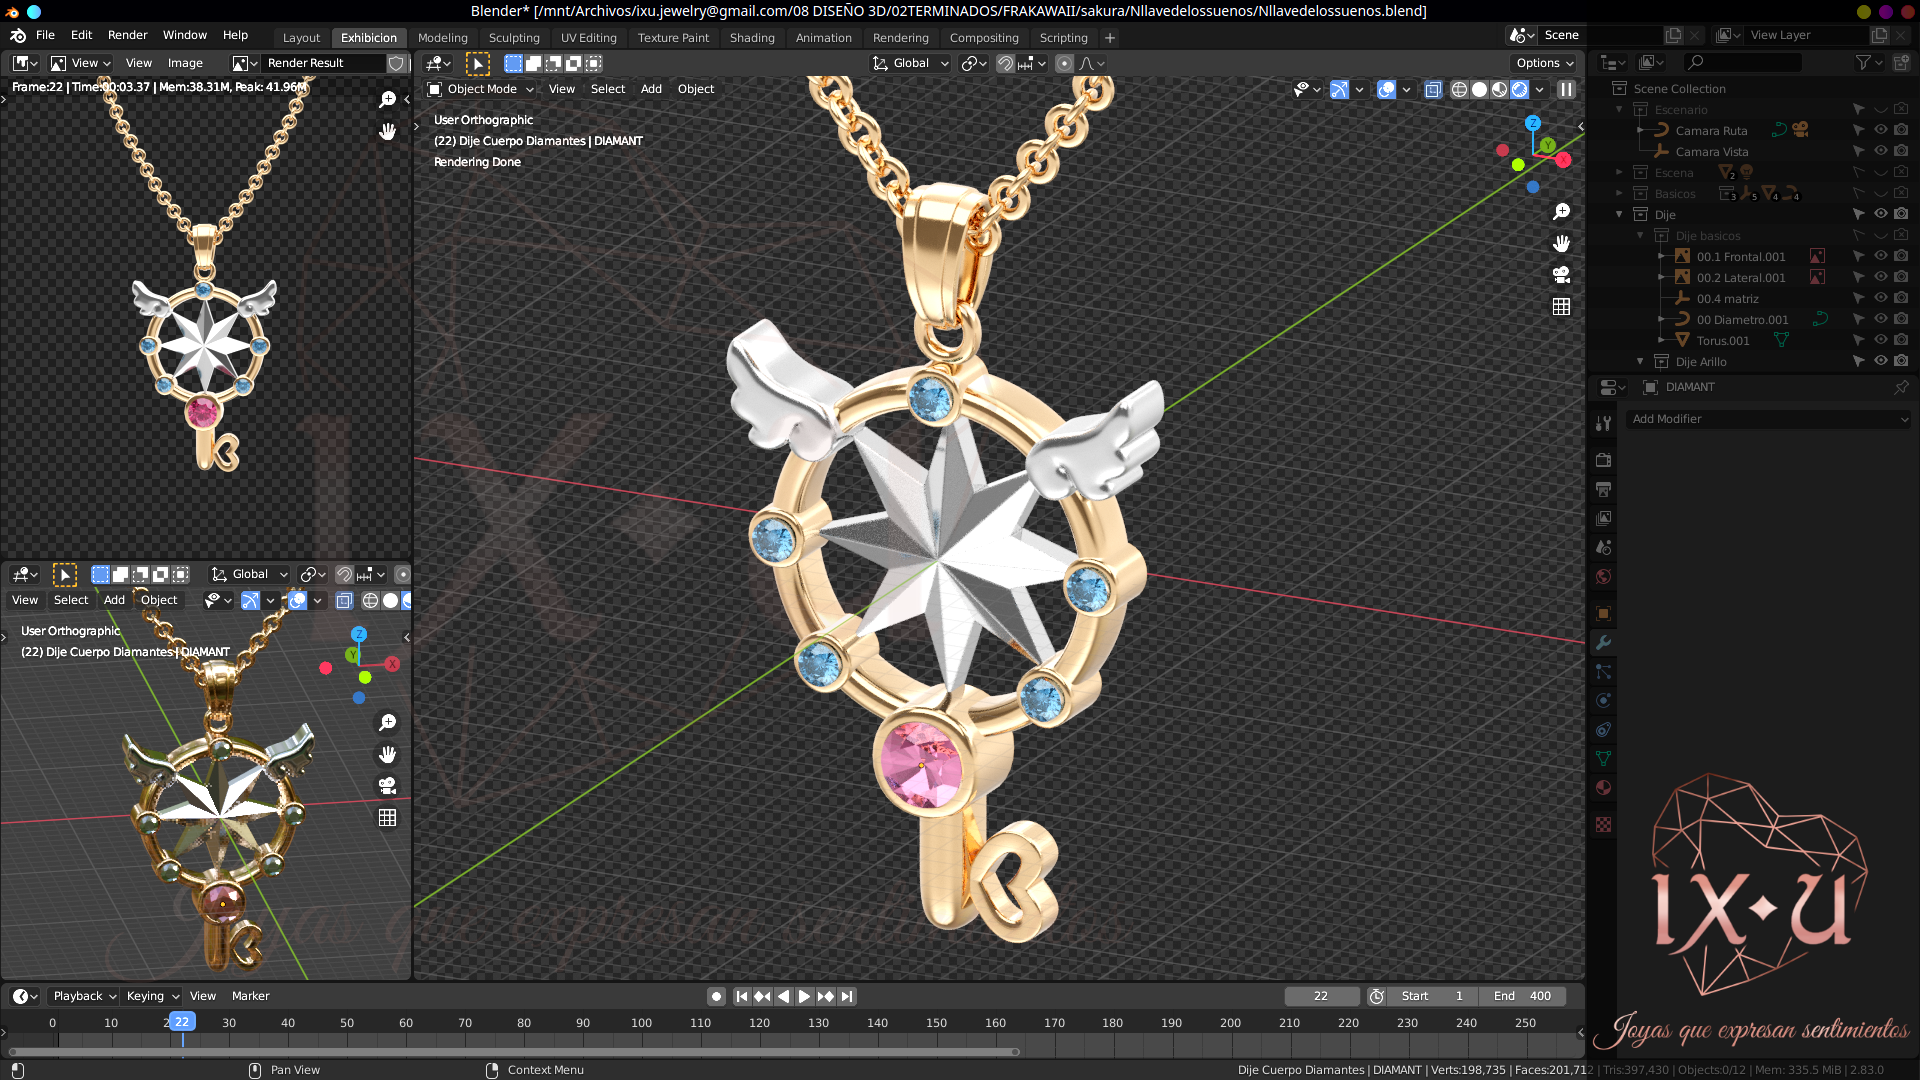 Blender* [/mnt/Archivos/ixu.jewelry@gmail.com/08 DISEÑO 3D/02TERMINADOS/FRAKAWAII/sakura/Nllavedelossuenos/Nllavedelossuenos.blend]
File Edit Render Window Help
Layout Exhibicion Modeling Sculpting UV Editing Texture Paint Shading Animation Rendering Compositing Scripting +
Scene
View Layer
View View Image Render Result
Global
Options
Frame:22 | Time:00:03.37 | Mem:38.31M, Peak: 41.96M
Object Mode View Select Add Object
User Orthographic
(22) Dije Cuerpo Diamantes | DIAMANT
Rendering Done
Z
Y
X
Scene Collection
Escenario
Camara Ruta
Camara Vista
Escena 2
Basicos 3 5 4 4
Dije
Dije basicos
00.1 Frontal.001
00.2 Lateral.001
00.4 matriz
00 Diametro.001
Torus.001
Dije Arillo
DIAMANT
Add Modifier
Global
View Select Add Object
User Orthographic
(22) Dije Cuerpo Diamantes | DIAMANT
Z
Y
X
IX·U
Joyas que expresan sentimientos
Playback Keying View Marker
22
Start 1
End 400
0 10 2 22 30 40 50 60 70 80 90 100 110 120 130 140 150 160 170 180 190 200 210 220 230 240 250
Pan View
Context Menu
Dije Cuerpo Diamantes | DIAMANT | Verts:198,735 | Faces:201,712 | Tris:397,430 | Objects:0/12 | Mem: 335.5 MiB | 2.83.0